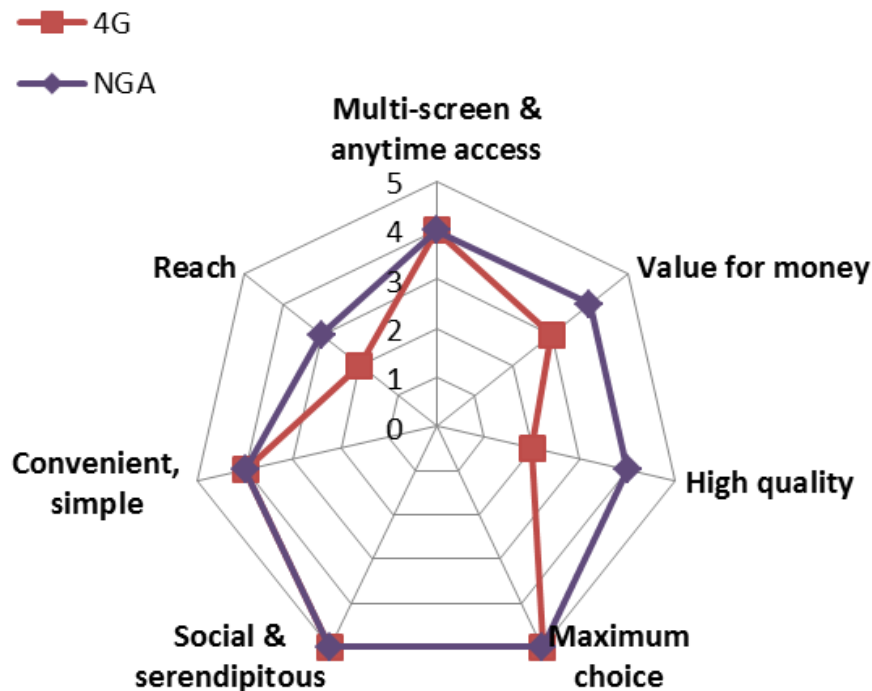 4G
NGA
Multi-screen &
anytime access
5
4
3
2
1
0
Reach
Value for money
Convenient,
simple
High quality
Social &
serendipitous
Maximum
choice